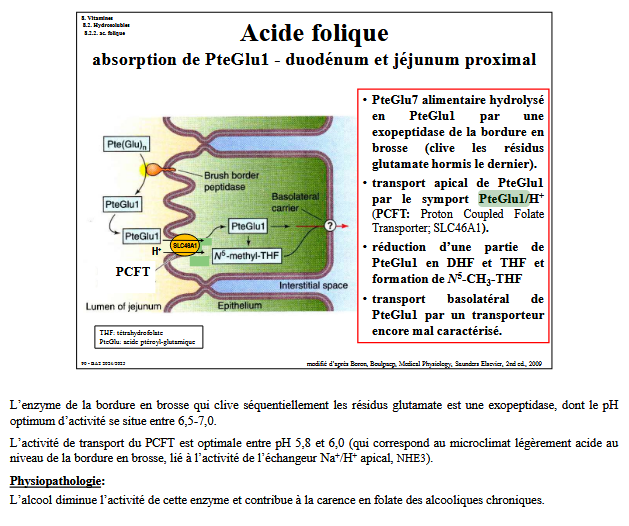 8. Vitamines
8.2. Hydrosolubles
8.2.2. ac. folique
Acide folique
absorption de PteGlu1 - duodénum et jéjunum proximal
Pte(Glu)n
Brush border
peptidase
PteGlu1
PteGlu1
H+
SLC46A1
PCFT
PteGlu1
N5-methyl-THF
Basolateral
carrier
?
Interstitial space
Lumen of jejunum
Epithelium
• PteGlu7 alimentaire hydrolysé
en PteGlu1 par une
exopeptidase de la bordure en
brosse (clive les résidus
glutamate hormis le dernier).
• transport apical de PteGlu1
par le symport PteGlu1/H+
(PCFT: Proton Coupled Folate
Transporter; SLC46A1).
• réduction d'une partie de
PteGlu1 en DHF et THF et
formation de N5-CH3-THF
• transport basolatéral de
PteGlu1 par un transporteur
encore mal caractérisé.
THF: tétrahydrofolate
PteGlu: acide ptéroyl-glutamique
modifié d'après Boron, Boulpaep, Medical Physiology, Saunders Elsevier, 2nd ed., 2009
L'enzyme de la bordure en brosse qui clive séquentiellement les résidus glutamate est une exopeptidase, dont le pH
optimum d'activité se situe entre 6,5-7,0.
L'activité de transport du PCFT est optimale entre pH 5,8 et 6,0 (qui correspond au microclimat légèrement acide au
niveau de la bordure en brosse, lié à l'activité de l'échangeur Na+/H+ apical, NHE3).
Physiopathologie:
L'alcool diminue l'activité de cette enzyme et contribue à la carence en folate des alcooliques chroniques.